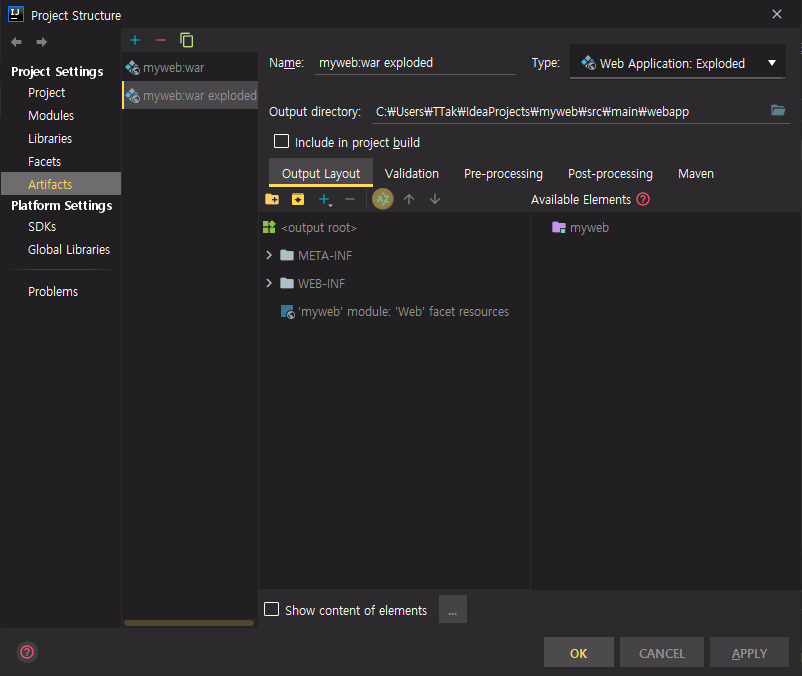 Project Structure
Project Settings
Project
Modules
Libraries
Facets
Artifacts
Platform Settings
SDKs
Global Libraries
Problems
myweb:war
myweb:war exploded
Name: myweb:war exploded
Type: Web Application: Exploded
Output directory: C:₩Users₩TTak₩IdeaProjects₩myweb₩src₩main₩webapp
Include in project build
Output Layout Validation Pre-processing Post-processing Maven
Available Elements
<output root>
META-INF
WEB-INF
'myweb' module: 'Web' facet resources
myweb
Show content of elements ...
OK CANCEL APPLY